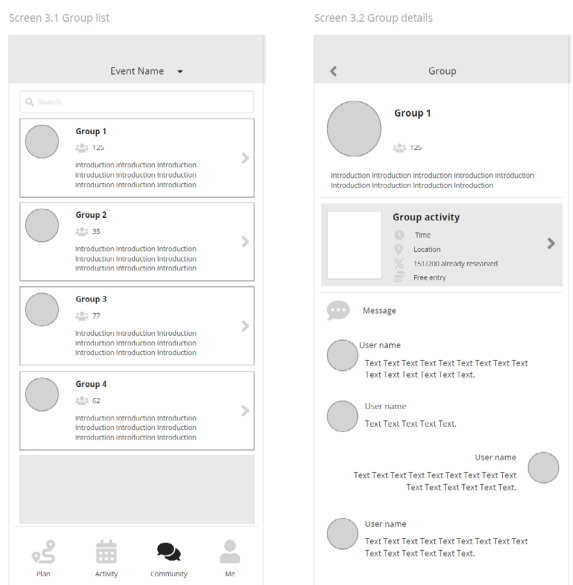 Screen 3.1 Group list
Event Name
Search
Group 1
125
Introduction Introduction Introduction
Introduction Introduction Introduction
Introduction Introduction Introduction
Group 2
35
Introduction Introduction Introduction
Introduction Introduction Introduction
Introduction Introduction Introduction
Group 3
77
Introduction Introduction Introduction
Introduction Introduction Introduction
Introduction Introduction Introduction
Group 4
62
Introduction Introduction Introduction
Introduction Introduction Introduction
Introduction Introduction Introduction
Plan
Activity
Community
Me
Screen 3.2 Group details
Group
Group 1
125
Introduction Introduction Introduction Introduction Introduction
Introduction Introduction Introduction Introduction
Group activity
Time
Location
151/200 already researved
Free entry
Message
User name
Text Text Text Text Text Text Text Text Text
Text Text Text Text Text Text.
User name
Text Text Text Text Text.
User name
Text Text Text Text Text Text Text Text Text
Text Text Text Text Text Text.
User name
Text Text Text Text Text Text Text Text Text
Text Text Text Text Text Text.